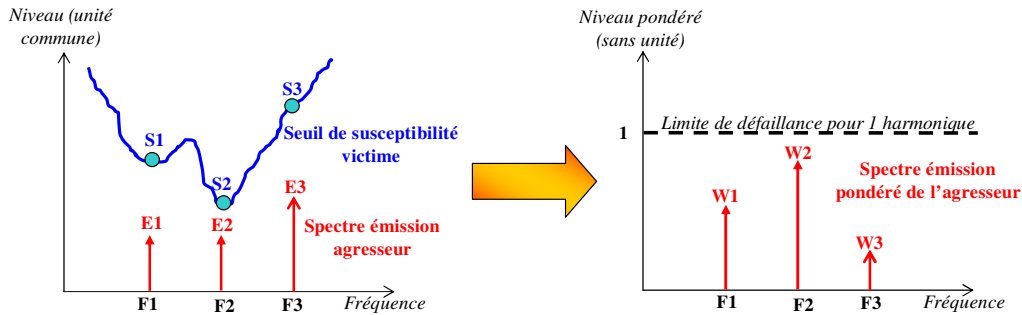 Niveau (unité
commune)
S3
S1
Seuil de susceptibilité
victime
S2
E3
E1
E2
Spectre émission
agresseur
F1
F2
F3
Fréquence
Niveau pondéré
(sans unité)
1
Limite de défaillance pour 1 harmonique
W2
Spectre émission
pondéré de l'agresseur
W1
W3
F1
F2
F3
Fréquence